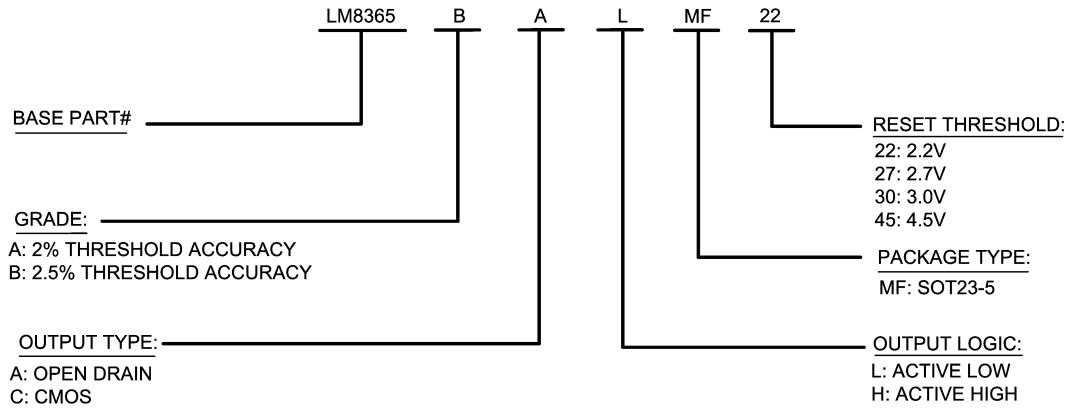 LM8365 B A L MF 22
BASE PART#
RESET THRESHOLD:
22: 2.2V
27: 2.7V
30: 3.0V
45: 4.5V
GRADE:
A: 2% THRESHOLD ACCURACY
B: 2.5% THRESHOLD ACCURACY
PACKAGE TYPE:
MF: SOT23-5
OUTPUT TYPE:
A: OPEN DRAIN
C: CMOS
OUTPUT LOGIC:
L: ACTIVE LOW
H: ACTIVE HIGH